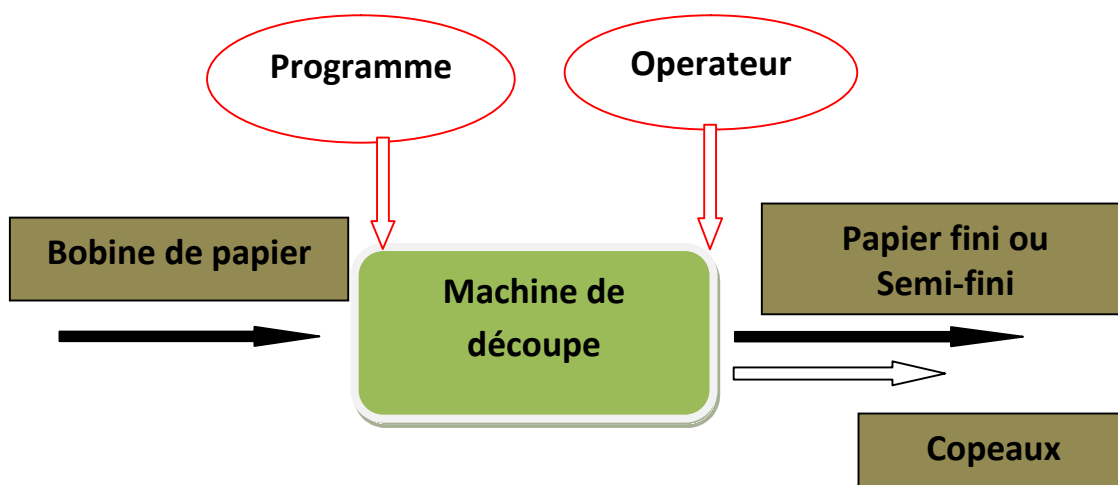 Programme
Operateur
Bobine de papier
Machine de
découpe
Papier fini ou
Semi-fini
Copeaux